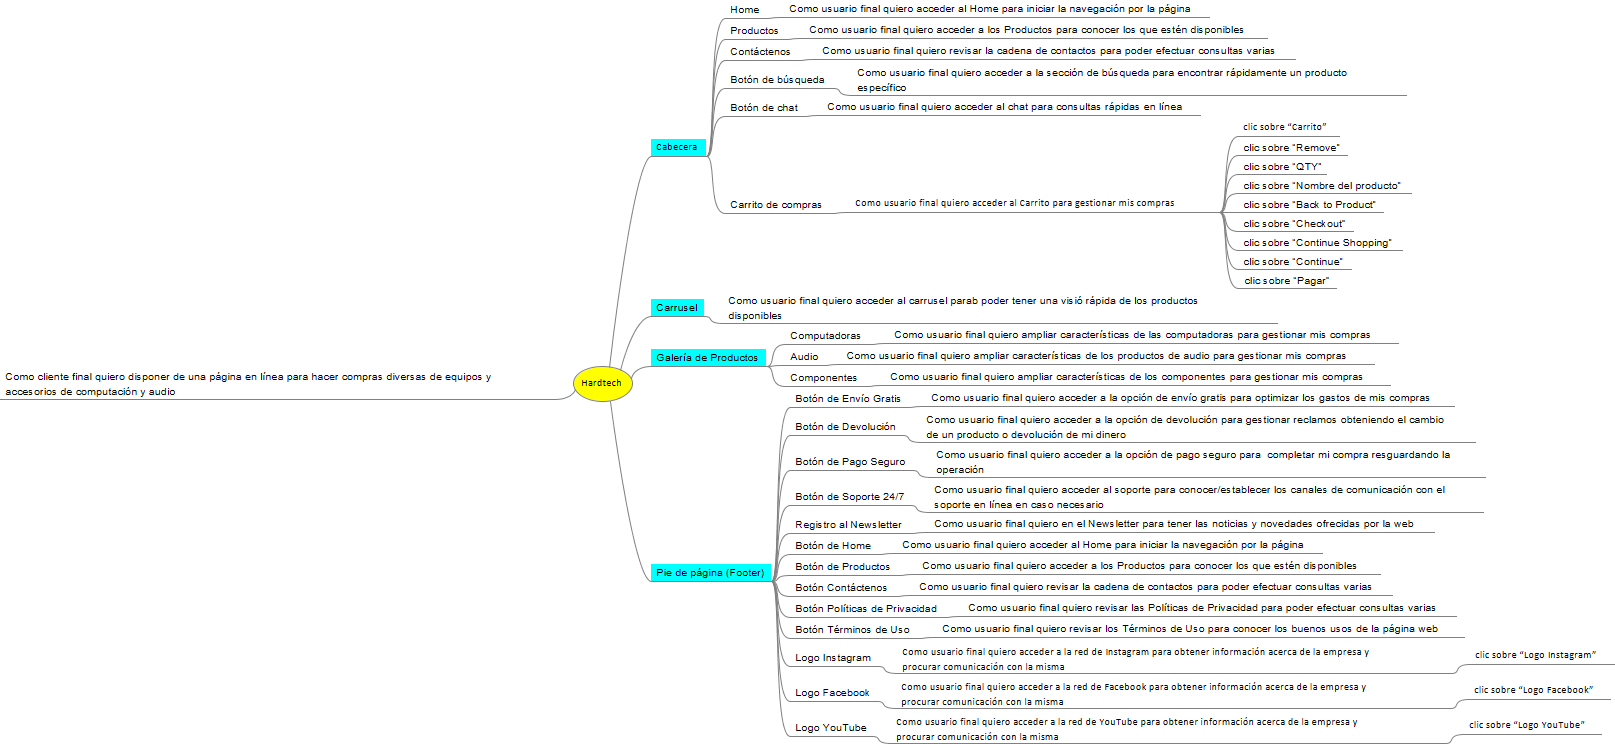 Como cliente final quiero disponer de una página en línea para hacer compras diversas de equipos y
accesorios de computación y audio
Hardtech
Cabecera
Home
Como usuario final quiero acceder al Home para iniciar la navegación por la página
Productos
Como usuario final quiero acceder a los Productos para conocer los que estén disponibles
Contáctenos
Como usuario final quiero revisar la cadena de contactos para poder efectuar consultas varias
Botón de búsqueda
Como usuario final quiero acceder a la sección de búsqueda para encontrar rápidamente un producto
específico
Botón de chat
Como usuario final quiero acceder al chat para consultas rápidas en línea
Carrito de compras
Como usuario final quiero acceder al Carrito para gestionar mis compras
clic sobre “Carrito”
clic sobre “Remove”
clic sobre “QTY”
clic sobre “Nombre del producto”
clic sobre “Back to Product”
clic sobre “Checkout”
clic sobre “Continue Shopping”
clic sobre “Continue”
clic sobre “Pagar”
Carrusel
Como usuario final quiero acceder al carrusel parab poder tener una visió rápida de los productos
disponibles
Galería de Productos
Computadoras
Como usuario final quiero ampliar características de las computadoras para gestionar mis compras
Audio
Como usuario final quiero ampliar características de los productos de audio para gestionar mis compras
Componentes
Como usuario final quiero ampliar características de los componentes para gestionar mis compras
Pie de página (Footer)
Botón de Envío Gratis
Como usuario final quiero acceder a la opción de envío gratis para optimizar los gastos de mis compras
Botón de Devolución
Como usuario final quiero acceder a la opción de devolución para gestionar reclamos obteniendo el cambio
de un producto o devolución de mi dinero
Botón de Pago Seguro
Como usuario final quiero acceder a la opción de pago seguro para  completar mi compra resguardando la
operación
Botón de Soporte 24/7
Como usuario final quiero acceder al soporte para conocer/establecer los canales de comunicación con el
soporte en línea en caso necesario
Registro al Newsletter
Como usuario final quiero en el Newsletter para tener las noticias y novedades ofrecidas por la web
Botón de Home
Como usuario final quiero acceder al Home para iniciar la navegación por la página
Botón de Productos
Como usuario final quiero acceder a los Productos para conocer los que estén disponibles
Botón Contáctenos
Como usuario final quiero revisar la cadena de contactos para poder efectuar consultas varias
Botón Políticas de Privacidad
Como usuario final quiero revisar las Políticas de Privacidad para poder efectuar consultas varias
Botón Términos de Uso
Como usuario final quiero revisar los Términos de Uso para conocer los buenos usos de la página web
Logo Instagram
Como usuario final quiero acceder a la red de Instagram para obtener información acerca de la empresa y
procurar comunicación con la misma
clic sobre “Logo Instagram”
Logo Facebook
Como usuario final quiero acceder a la red de Facebook para obtener información acerca de la empresa y
procurar comunicación con la misma
clic sobre “Logo Facebook”
Logo YouTube
Como usuario final quiero acceder a la red de YouTube para obtener información acerca de la empresa y
procurar comunicación con la misma
clic sobre “Logo YouTube”